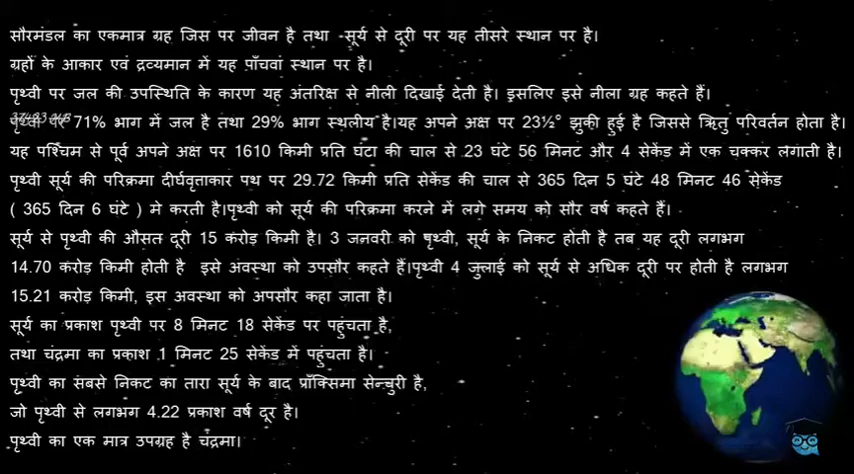 सौरमंडल का एकमात्र ग्रह जिस पर जीवन है तथा सूर्य से दूरी पर यह तीसरे स्थान पर है।
ग्रहों के आकार एवं द्रव्यमान में यह पाँचवां स्थान पर है।
पृथ्वी पर जल की उपस्थिति के कारण यह अंतरिक्ष से नीली दिखाई देती है। इसलिए इसे नीला ग्रह कहते हैं।
पृथ्वी पर 71% भाग में जल है तथा 29% भाग स्थलीय है।यह अपने अक्ष पर 23½° झुकी हुई है जिससे ऋितु परिवर्तन होता है।
यह पश्चिम से पूर्व अपने अक्ष पर 1610 किमी प्रति घंटा की चाल से 23 घंटे 56 मिनट और 4 सेकेंड में एक चक्कर लगाती है।
पृथ्वी सूर्य की परिक्रमा दीर्घवृत्ताकार पथ पर 29.72 किमी प्रति सेकेंड की चाल से 365 दिन 5 घंटे 48 मिनट 46 सेकेंड
( 365 दिन 6 घंटे ) मे करती है।पृथ्वी को सूर्य की परिक्रमा करने में लगे समय को सौर वर्ष कहते हैं।
सूर्य से पृथ्वी की औसत दूरी 15 करोड़ किमी है। 3 जनवरी को पृथ्वी, सूर्य के निकट होती है तब यह दूरी लगभग
14.70 करोड़ किमी होती है इसे अवस्था को उपसौर कहते हैं।पृथ्वी 4 जुलाई को सूर्य से अधिक दूरी पर होती है लगभग
15.21 करोड़ किमी, इस अवस्था को अपसौर कहा जाता है।
सूर्य का प्रकाश पृथ्वी पर 8 मिनट 18 सेकेंड पर पहुंचता है,
तथा चंद्रमा का प्रकाश 1 मिनट 25 सेकेंड में पहुंचता है।
पृथ्वी का सबसे निकट का तारा सूर्य के बाद प्रॉक्सिमा सेन्चुरी है,
जो पृथ्वी से लगभग 4.22 प्रकाश वर्ष दूर है।
पृथ्वी का एक मात्र उपग्रह है चंद्रमा।